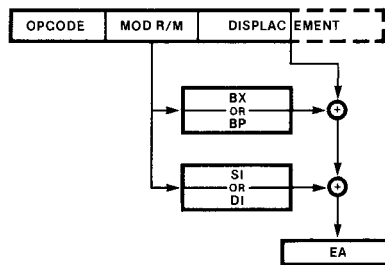 OPCODE MOD R/M DISPLACEMENT
BX
OR
BP
+
SI
OR
DI
+
EA